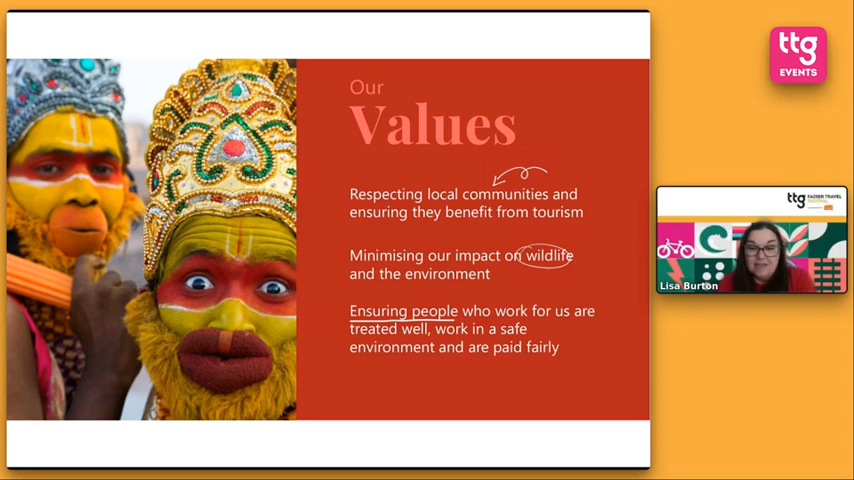 Our
Values
Respecting local communities and
ensuring they benefit from tourism
Minimising our impact on wildlife
and the environment
Ensuring people who work for us are
treated well, work in a safe
environment and are paid fairly
ttg
EVENTS
ttg FAIRER TRAVEL
FESTIVAL
Lisa Burton